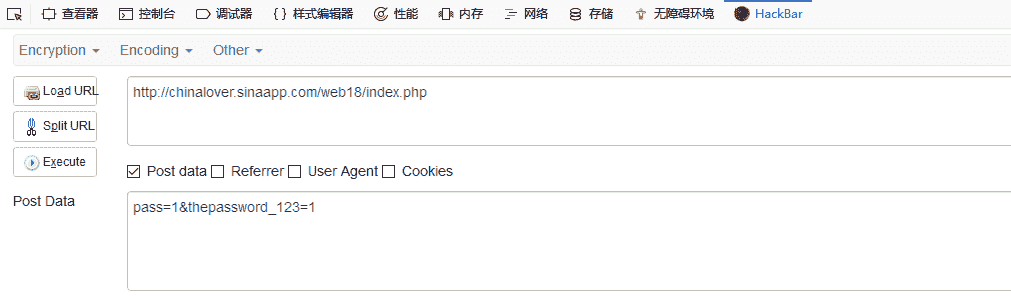 查看器 控制台 调试器 样式编辑器 性能 内存 网络 存储 无障碍环境 HackBar
Encryption Encoding Other
Load URL http://chinalover.sinaapp.com/web18/index.php
Split URL
Execute
Post data Referrer User Agent Cookies
Post Data pass=1&thepassword_123=1